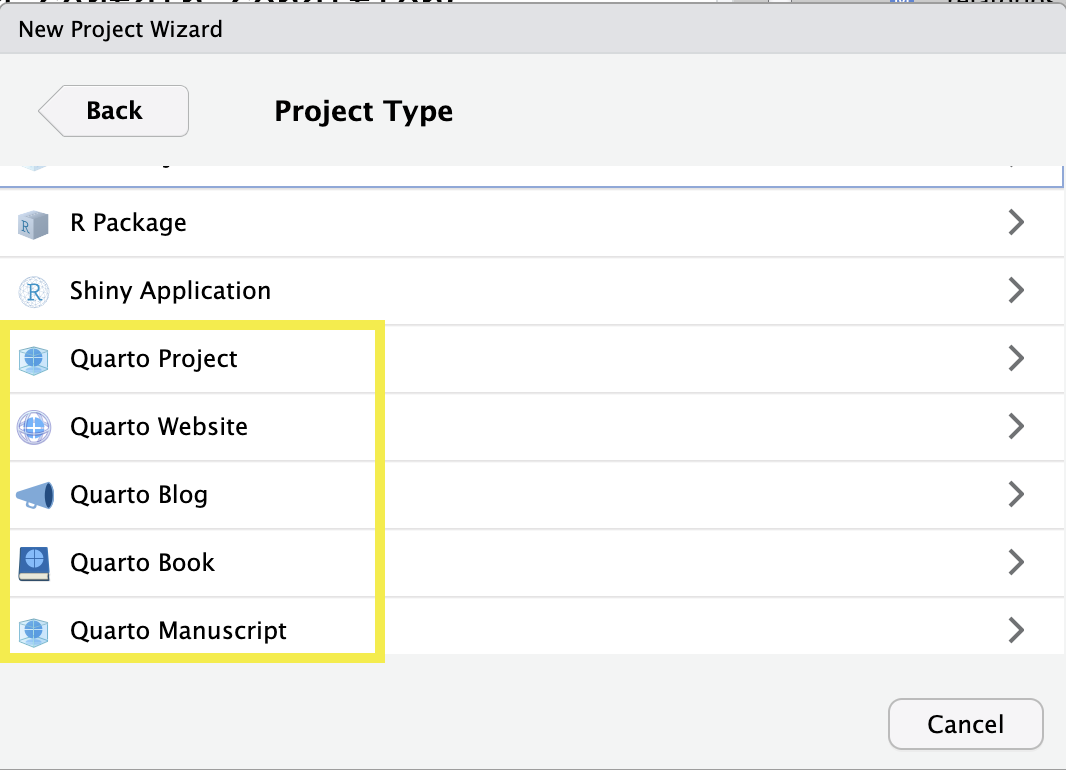 New Project Wizard
Back
Project Type
R Package
R
Shiny Application
R
Quarto Project
Quarto Website
Quarto Blog
Quarto Book
Quarto Manuscript
Cancel